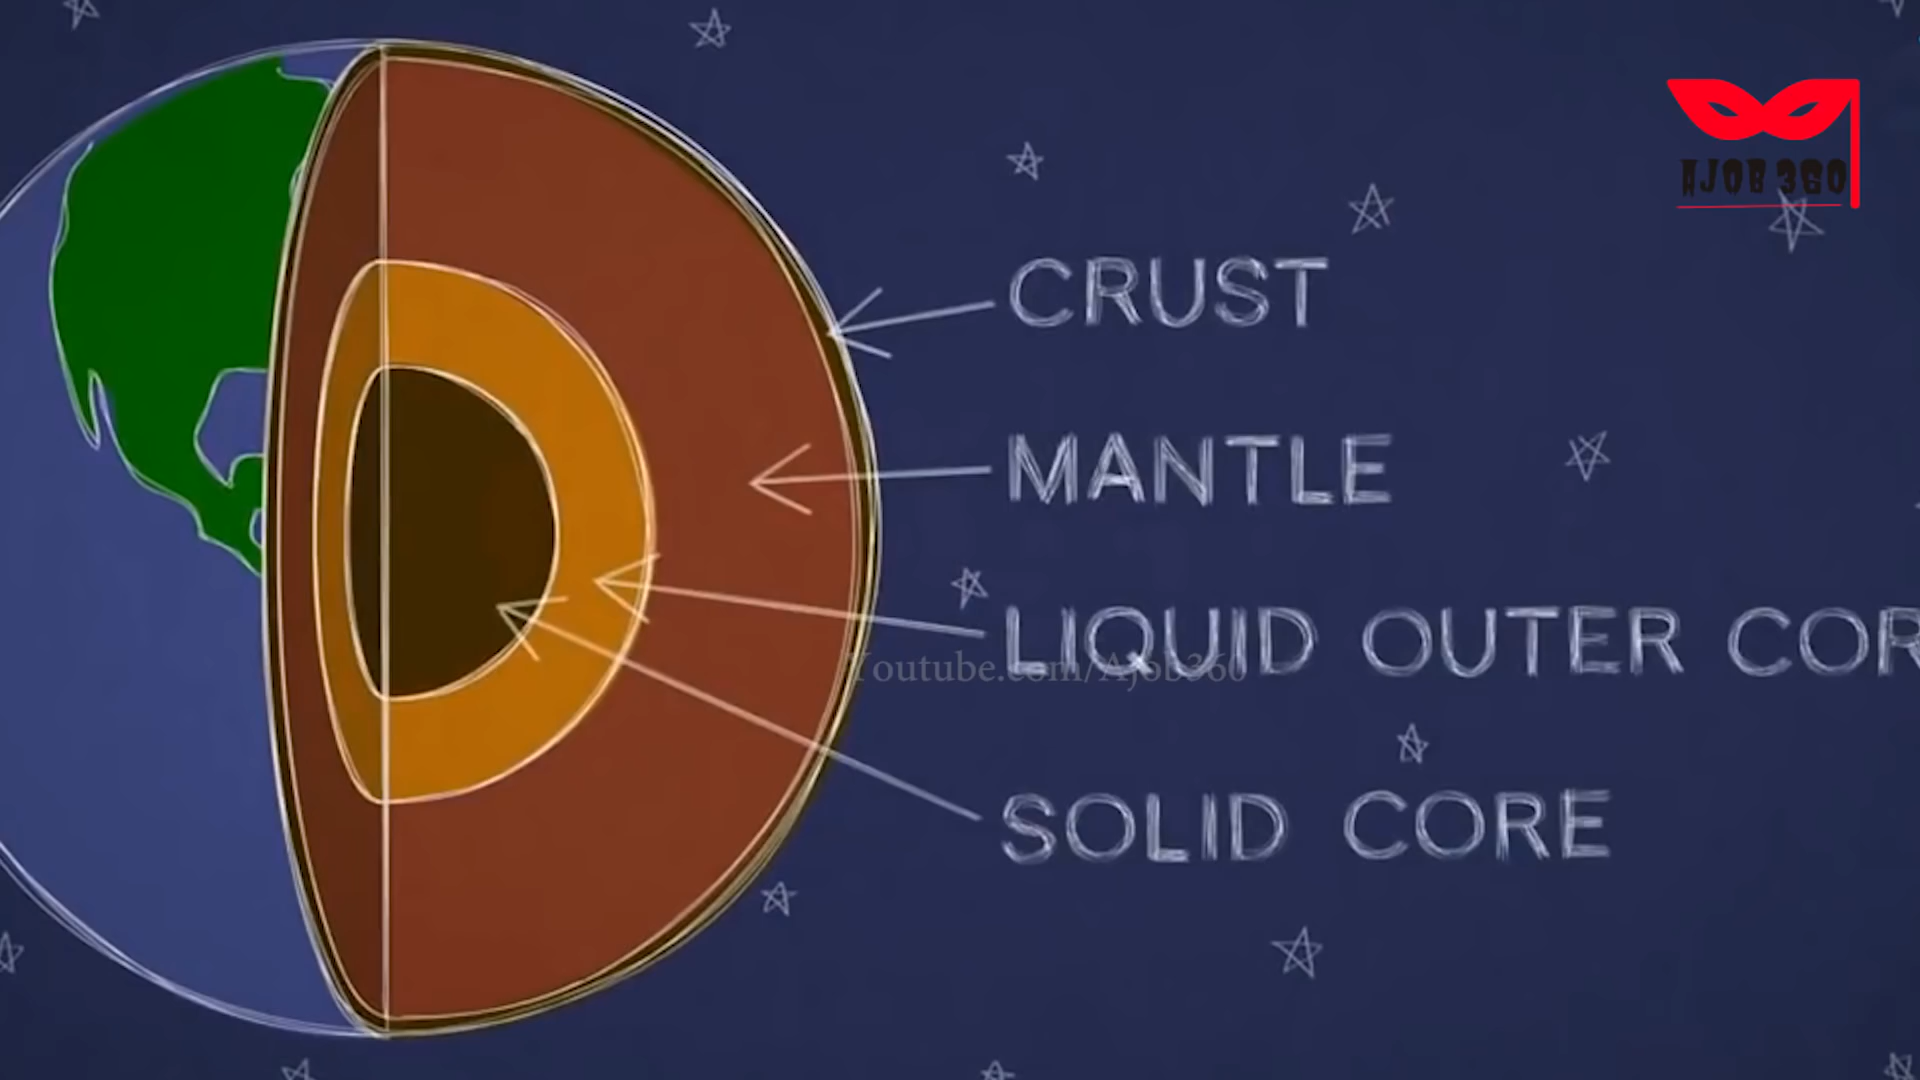 AJOB 360
CRUST
MANTLE
LIQUID OUTER COR
Youtube.com/Ajob360
SOLID CORE